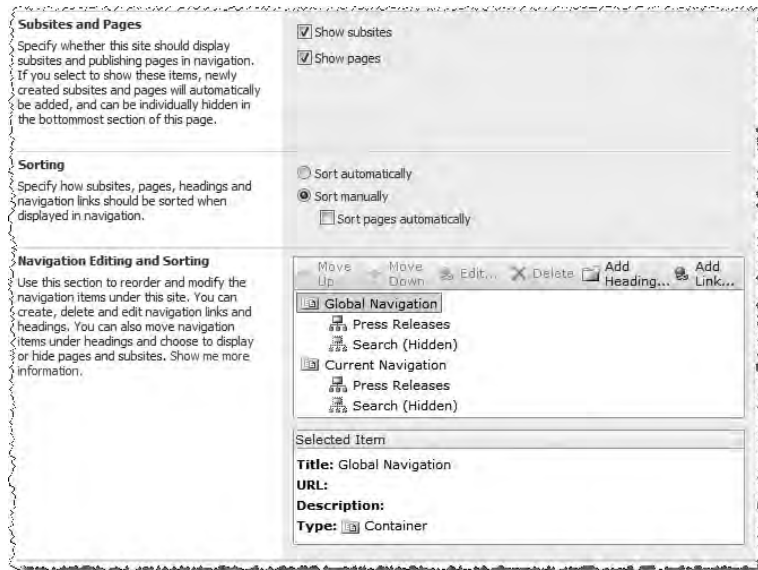 Subsites and Pages
Specify whether this site should display
subsites and publishing pages in navigation.
If you select to show these items, newly
created subsites and pages will automatically
be added, and can be individually hidden in
the bottommost section of this page.
Show subsites
Show pages
Sorting
Specify how subsites, pages, headings and
navigation links should be sorted when
displayed in navigation.
Sort automatically
Sort manually
Sort pages automatically
Navigation Editing and Sorting
Use this section to reorder and modify the
navigation items under this site. You can
create, delete and edit navigation links and
headings. You can also move navigation
items under headings and choose to display
or hide pages and subsites. Show me more
information.
Move Up Move Down Edit... Delete Add Heading... Add Link...
Global Navigation
Press Releases
Search (Hidden)
Current Navigation
Press Releases
Search (Hidden)
Selected Item
Title: Global Navigation
URL:
Description:
Type: Container